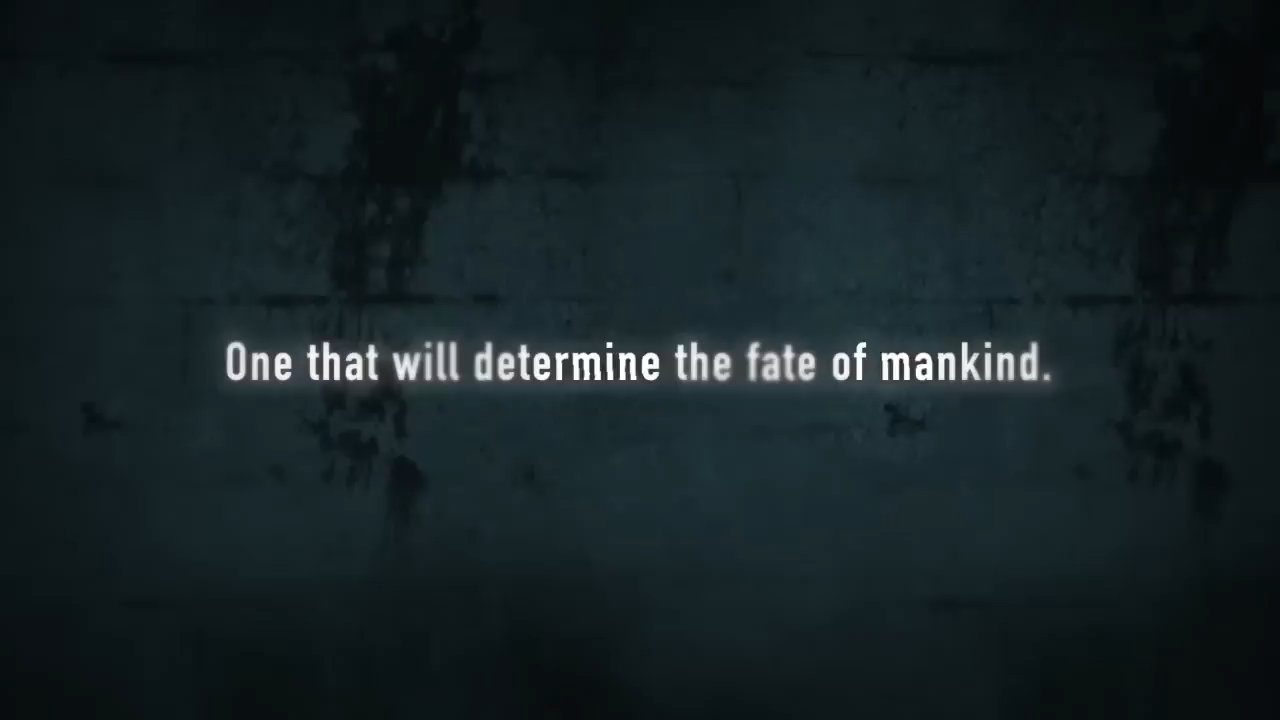 One that will determine the fate of mankind.